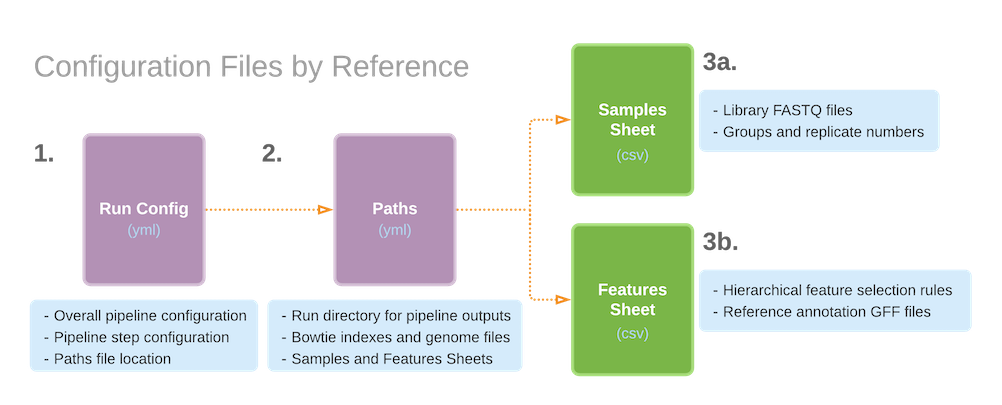 Configuration Files by Reference
1.
Run Config
(yml)
- Overall pipeline configuration
- Pipeline step configuration
- Paths file location
2.
Paths
(yml)
- Run directory for pipeline outputs
- Bowtie indexes and genome files
- Samples and Features Sheets
3a.
Samples
Sheet
(csv)
- Library FASTQ files
- Groups and replicate numbers
3b.
Features
Sheet
(csv)
- Hierarchical feature selection rules
- Reference annotation GFF files